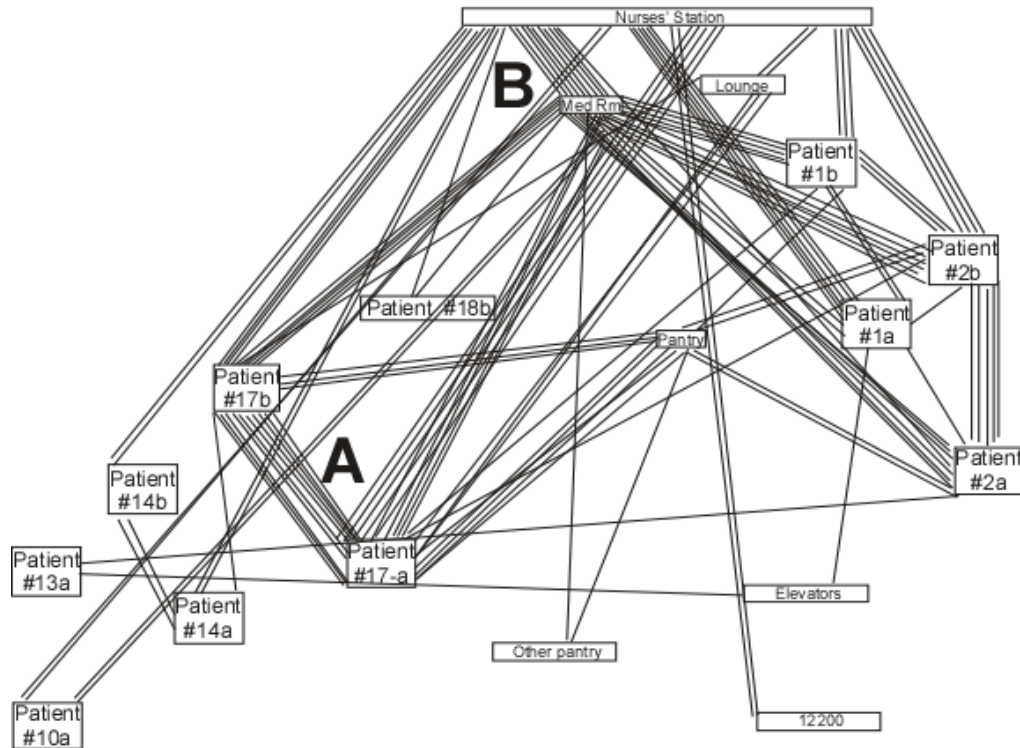 Nurses' Station
B
Lounge
Med Rm
Patient
#1b
Patient
#2b
Patient #18b
Patient
#1a
Pantry
Patient
#17b
A
Patient
#14b
Patient
#2a
Patient
#13a
Patient
#17-a
Elevators
Patient
#14a
Other pantry
Patient
#10a
12200